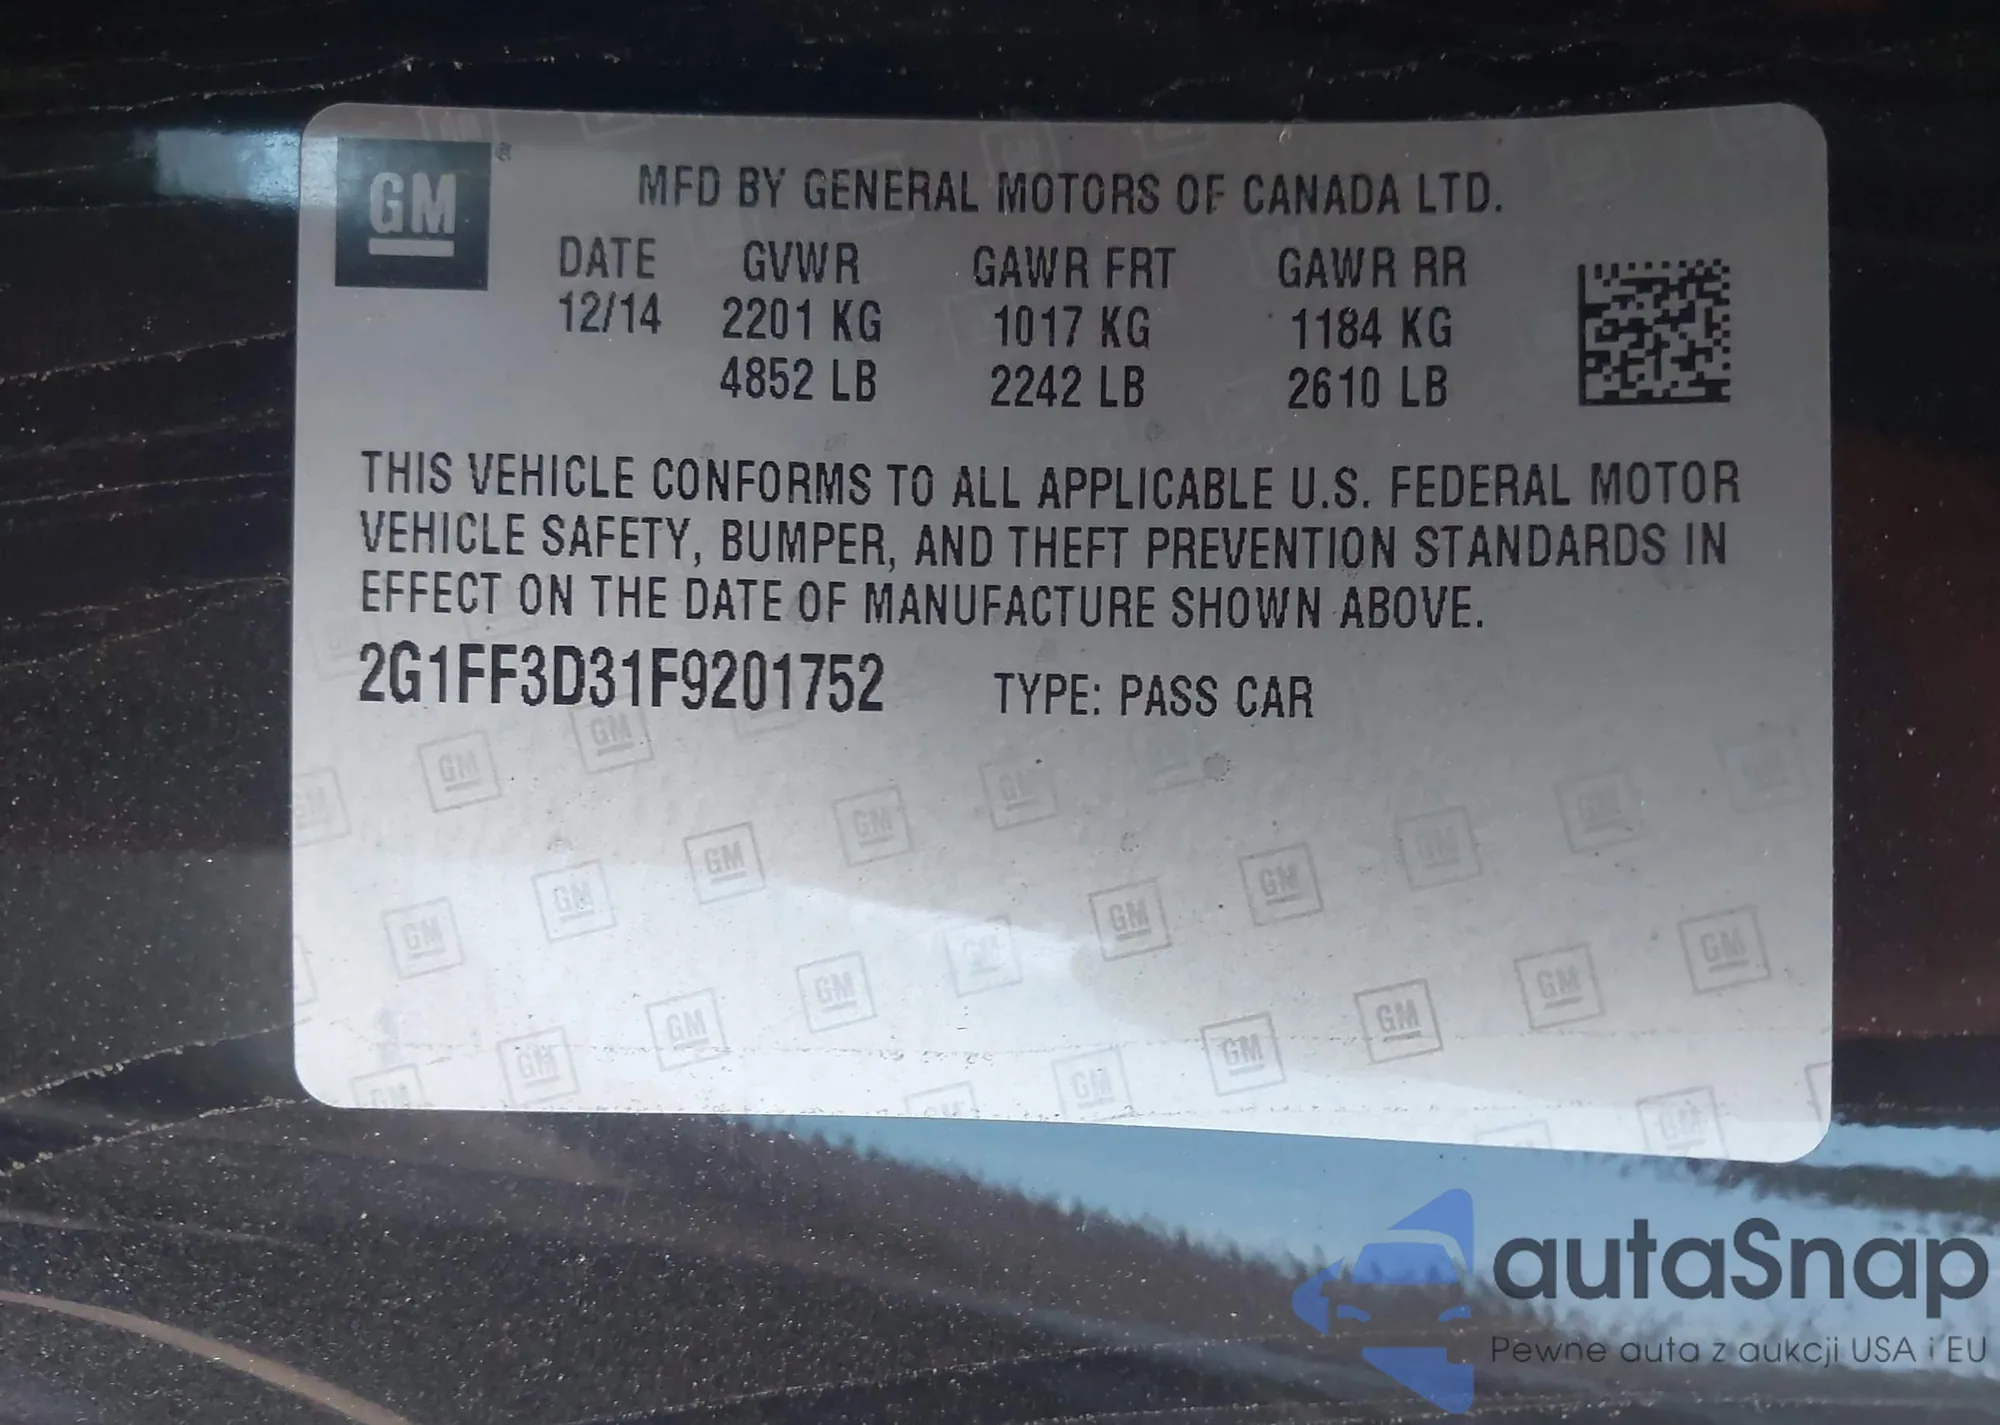 GM ®
MFD BY GENERAL MOTORS OF CANADA LTD.
DATE GVWR GAWR FRT GAWR RR
12/14 2201 KG 1017 KG 1184 KG
4852 LB 2242 LB 2610 LB
THIS VEHICLE CONFORMS TO ALL APPLICABLE U.S. FEDERAL MOTOR
VEHICLE SAFETY, BUMPER, AND THEFT PREVENTION STANDARDS IN
EFFECT ON THE DATE OF MANUFACTURE SHOWN ABOVE.
2G1FF3D31F9201752 TYPE: PASS CAR
autaSnap
Pewne auta z aukcji USA i EU